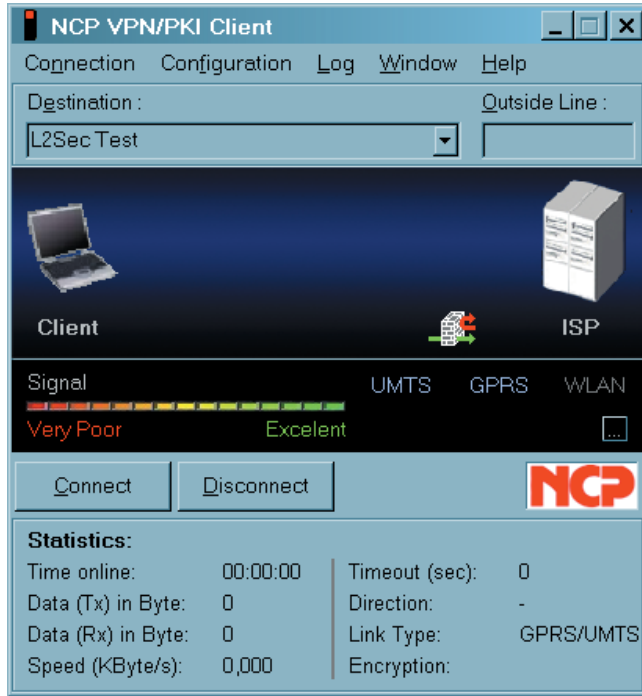 NCP VPN/PKI Client
Connection Configuration Log Window Help
Destination : Outside Line :
L2Sec Test
Client ISP
Signal UMTS GPRS WLAN
Very Poor Excelent ...
Connect Disconnect NCP
Statistics:
Time online: 00:00:00 Timeout (sec): 0
Data (Tx) in Byte: 0 Direction: -
Data (Rx) in Byte: 0 Link Type: GPRS/UMTS
Speed (KByte/s): 0,000 Encryption: